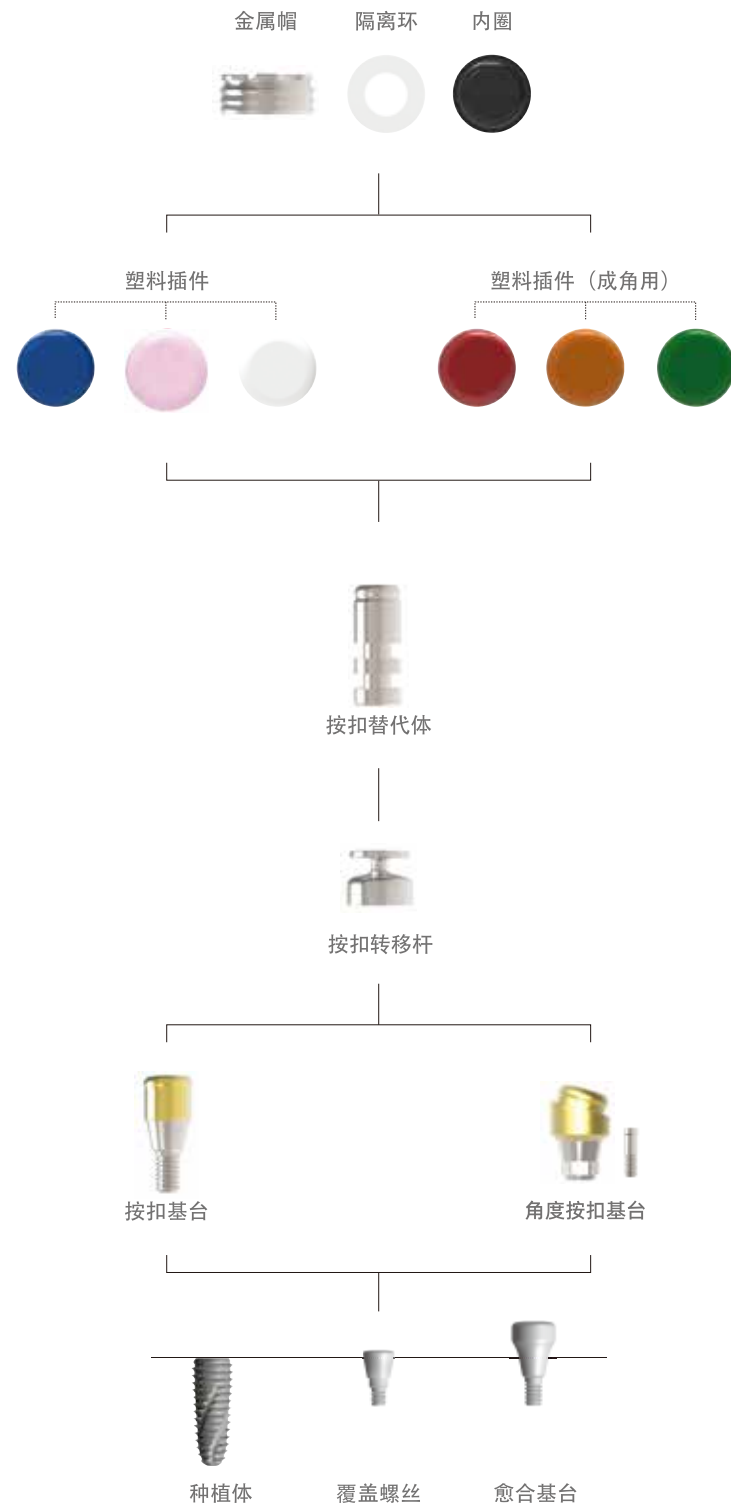 金属帽 隔离环 内圈
塑料插件 塑料插件（成角用）
按扣替代体
按扣转移杆
按扣基台 角度按扣基台
种植体 覆盖螺丝 愈合基台